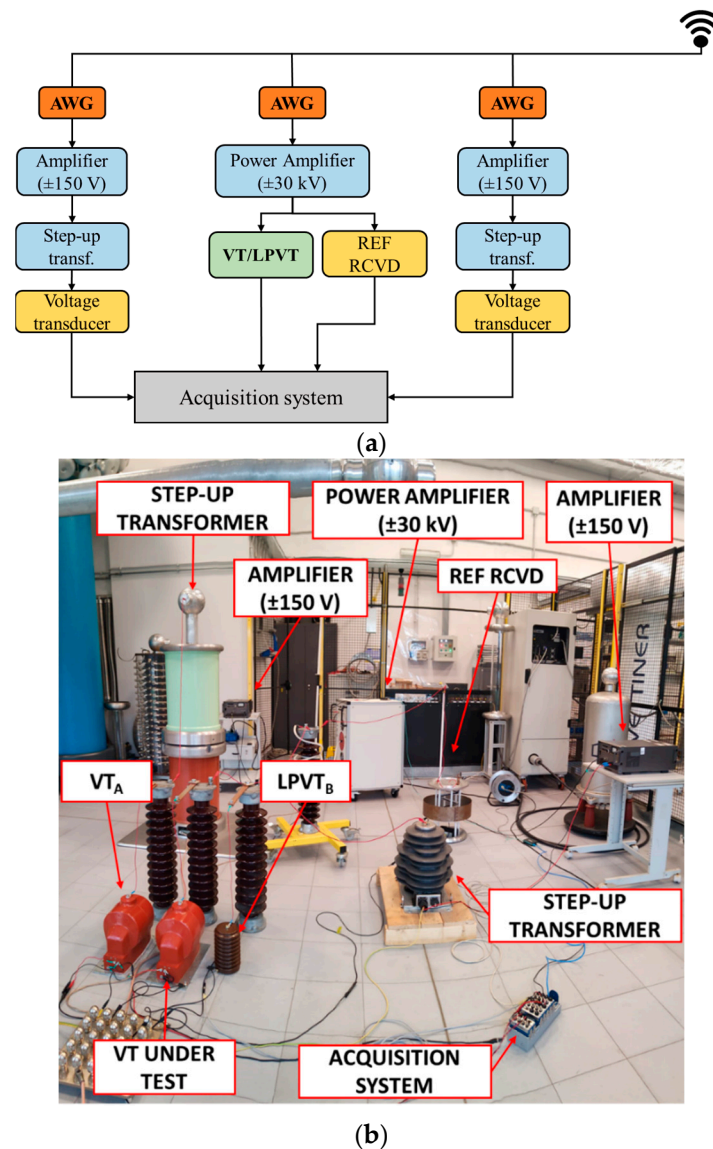 AWG
AWG
AWG
Amplifier
(±150 V)
Power Amplifier
(±30 kV)
Amplifier
(±150 V)
Step-up
transf.
VT/LPVT
REF
RCVD
Step-up
transf.
Voltage
transducer
Voltage
transducer
Acquisition system
(a)
STEP-UP
TRANSFORMER
POWER AMPLIFIER
(±30 kV)
AMPLIFIER
(±150 V)
AMPLIFIER
(±150 V)
REF RCVD
VTA
LPVTB
STEP-UP
TRANSFORMER
VT UNDER
TEST
ACQUISITION
SYSTEM
(b)